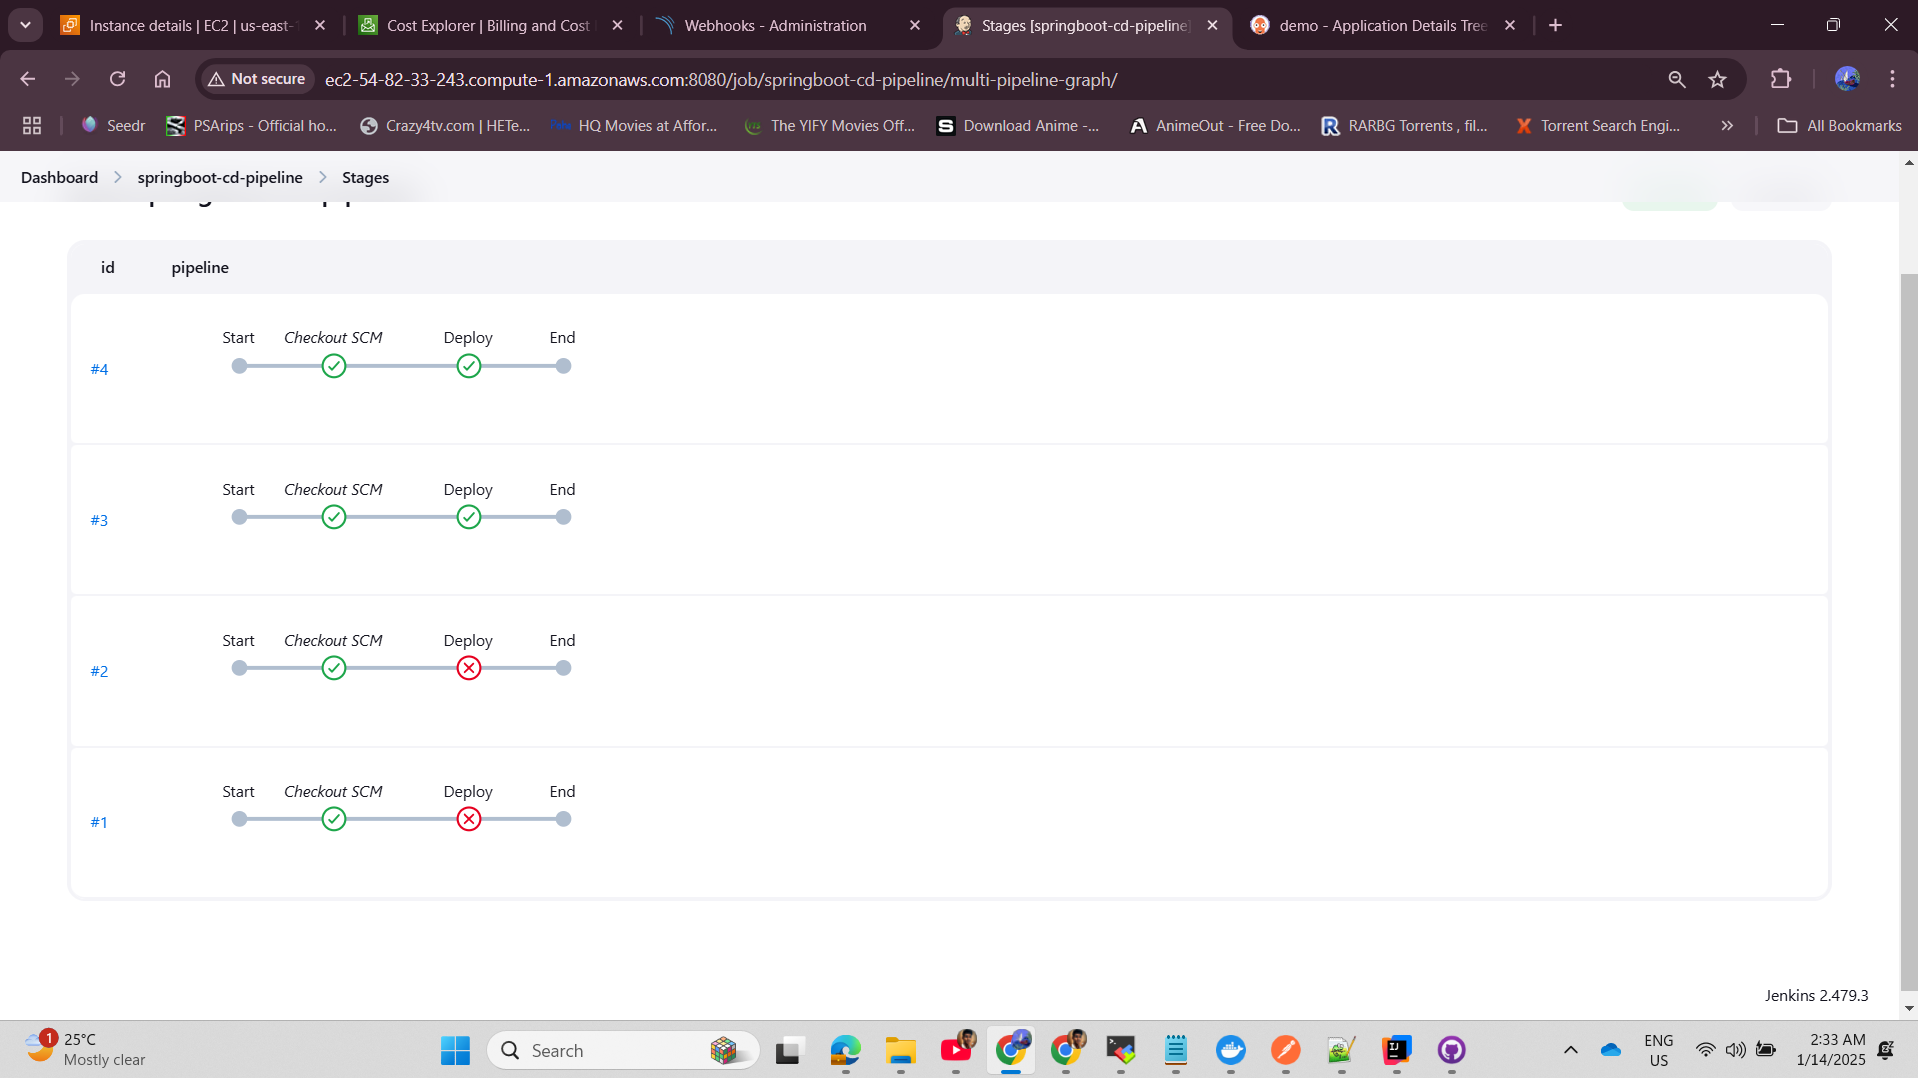 Instance details | EC2 | us-east-1
Cost Explorer | Billing and Cost
Webhooks - Administration
Stages [springboot-cd-pipeline]
demo - Application Details Tree
Not secure
ec2-54-82-33-243.compute-1.amazonaws.com:8080/job/springboot-cd-pipeline/multi-pipeline-graph/
Seedr
PSArips - Official ho...
Crazy4tv.com | HETe...
HQ Movies at Affor...
The YIFY Movies Off...
Download Anime -...
AnimeOut - Free Do...
RARBG Torrents , fil...
Torrent Search Engi...
All Bookmarks
Dashboard
springboot-cd-pipeline
Stages
id
pipeline
#4
Start
Checkout SCM
Deploy
End
#3
Start
Checkout SCM
Deploy
End
#2
Start
Checkout SCM
Deploy
End
#1
Start
Checkout SCM
Deploy
End
Jenkins 2.479.3
1
25°C
Mostly clear
Search
ENG
US
2:33 AM
1/14/2025